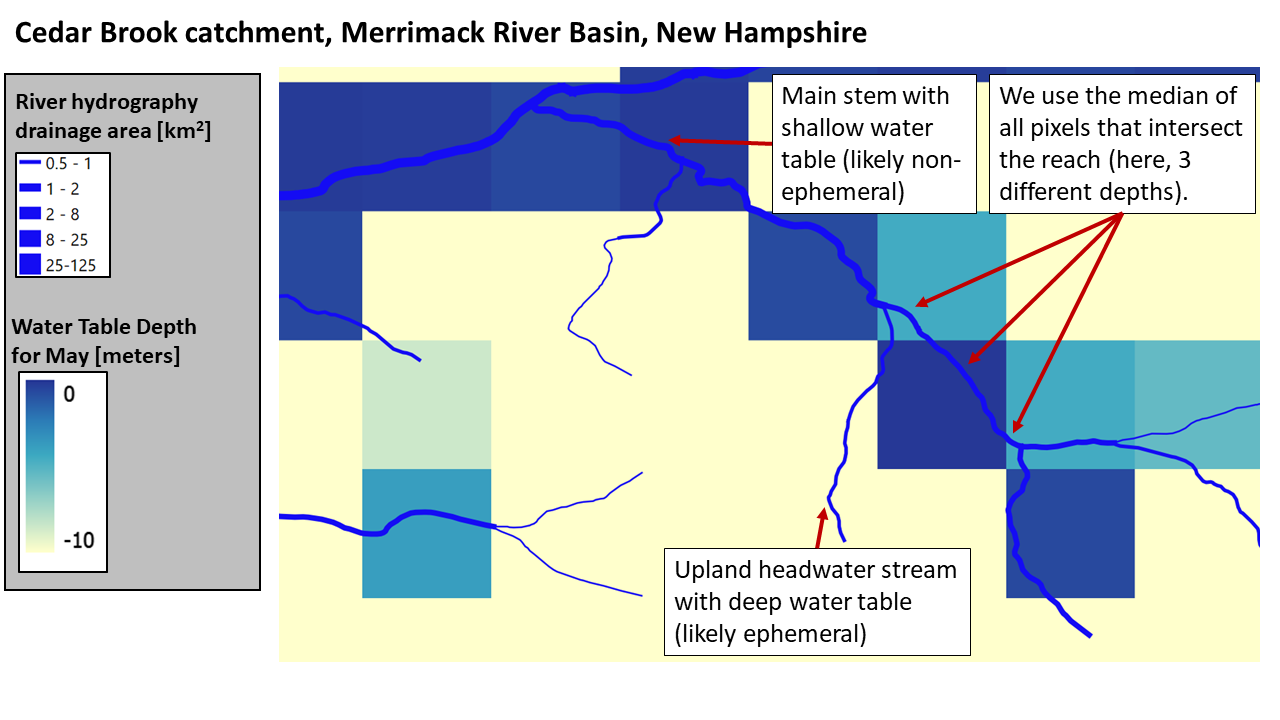 Cedar Brook catchment, Merrimack River Basin, New Hampshire
River hydrography
drainage area [km²]
0.5 - 1
1 - 2
2 - 8
8 - 25
25-125
Water Table Depth
for May [meters]
0
-10
Main stem with
shallow water
table (likely non-
ephemeral)
We use the median of
all pixels that intersect
the reach (here, 3
different depths).
Upland headwater stream
with deep water table
(likely ephemeral)